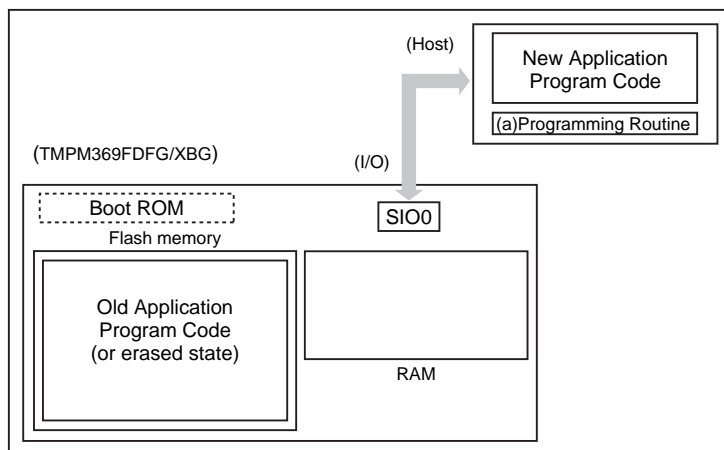 (Host)
New Application
Program Code
(a)Programming Routine
(TMPM369FDFG/XBG)
(I/O)
Boot ROM
SIO0
Flash memory
Old Application
Program Code
(or erased state)
RAM